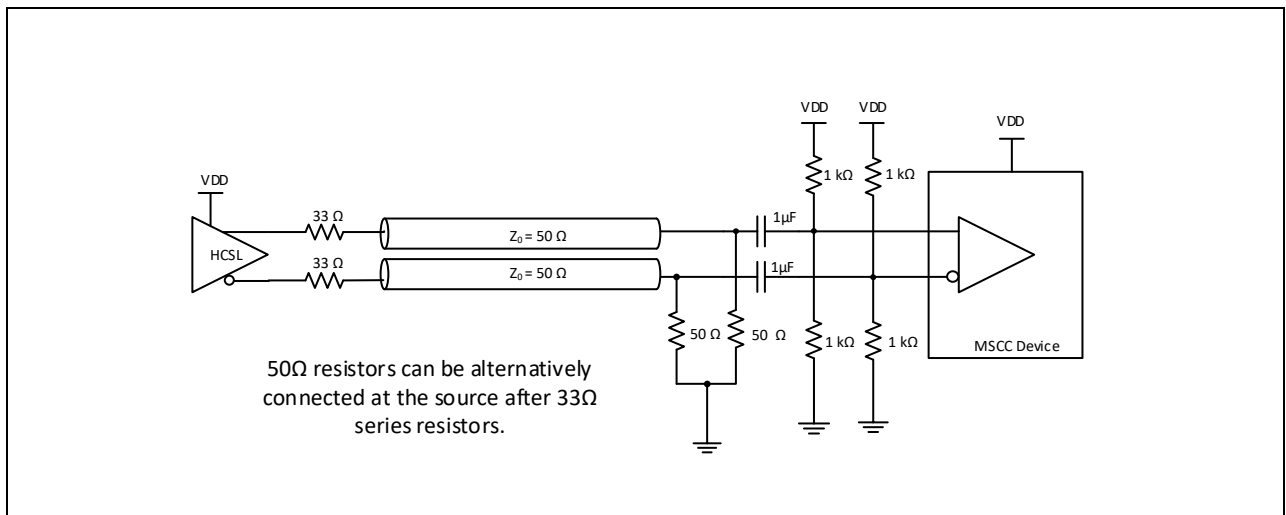 VDD
VDD
VDD
VDD
1 kΩ
1 kΩ
33 Ω
1µF
HCSL
Z₀ = 50 Ω
33 Ω
1µF
Z₀ = 50 Ω
50 Ω
50 Ω
1 kΩ
1 kΩ
MSCC Device
50Ω resistors can be alternatively
connected at the source after 33Ω
series resistors.